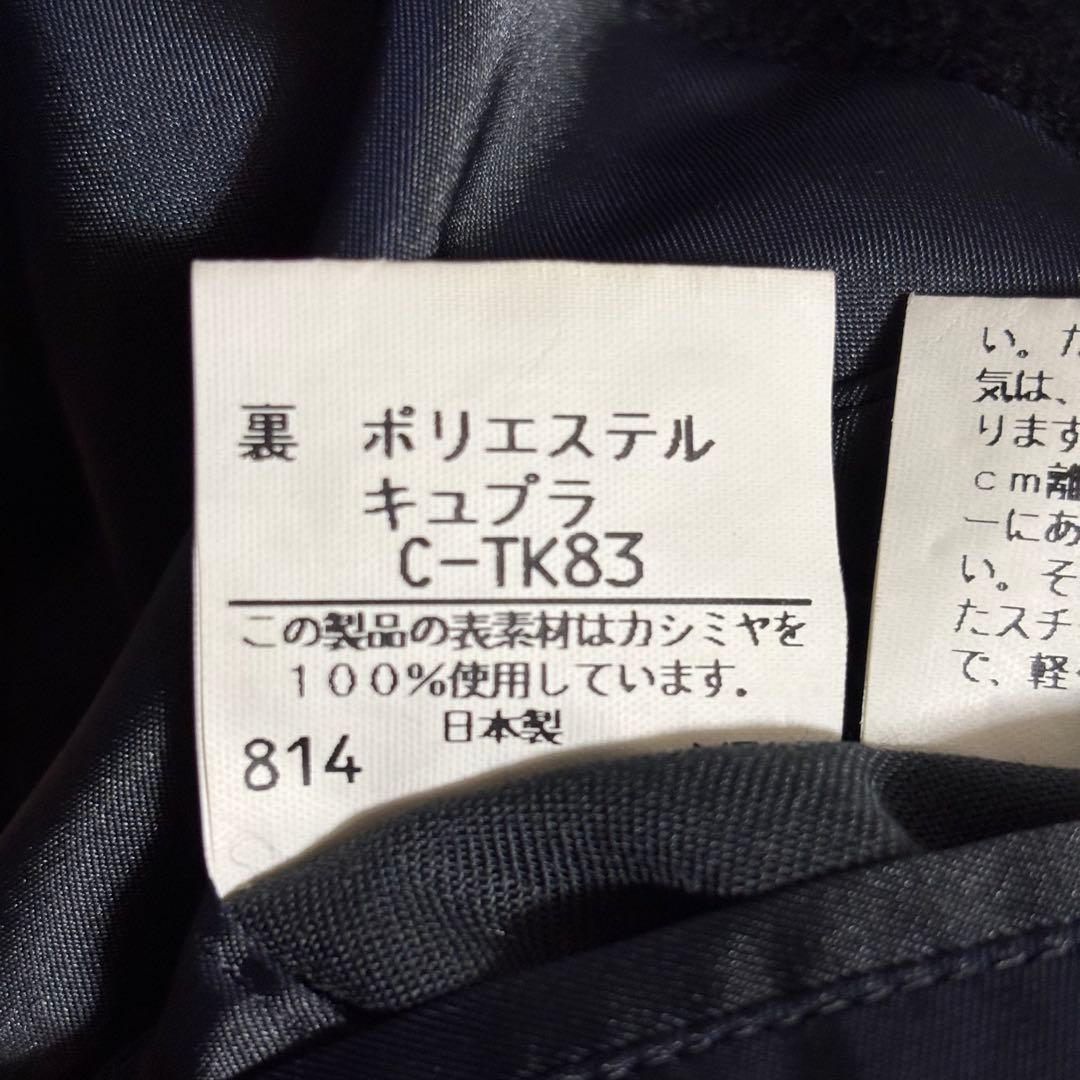 裏 ポリエステル
キュプラ
C-TK83
この製品の表素材はカシミヤを
100%使用しています.
日本製
814
い。た
気は、
ります
cm離
ーにあ
い。そ
たスチ
で、軽